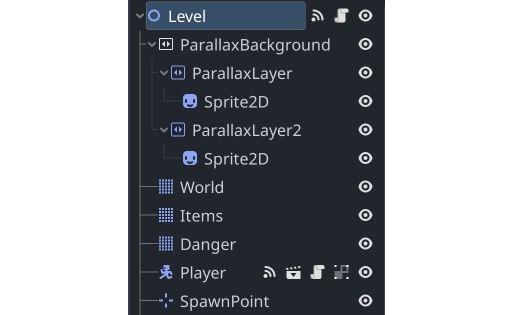 Level
ParallaxBackground
ParallaxLayer
Sprite2D
ParallaxLayer2
Sprite2D
World
Items
Danger
Player
SpawnPoint